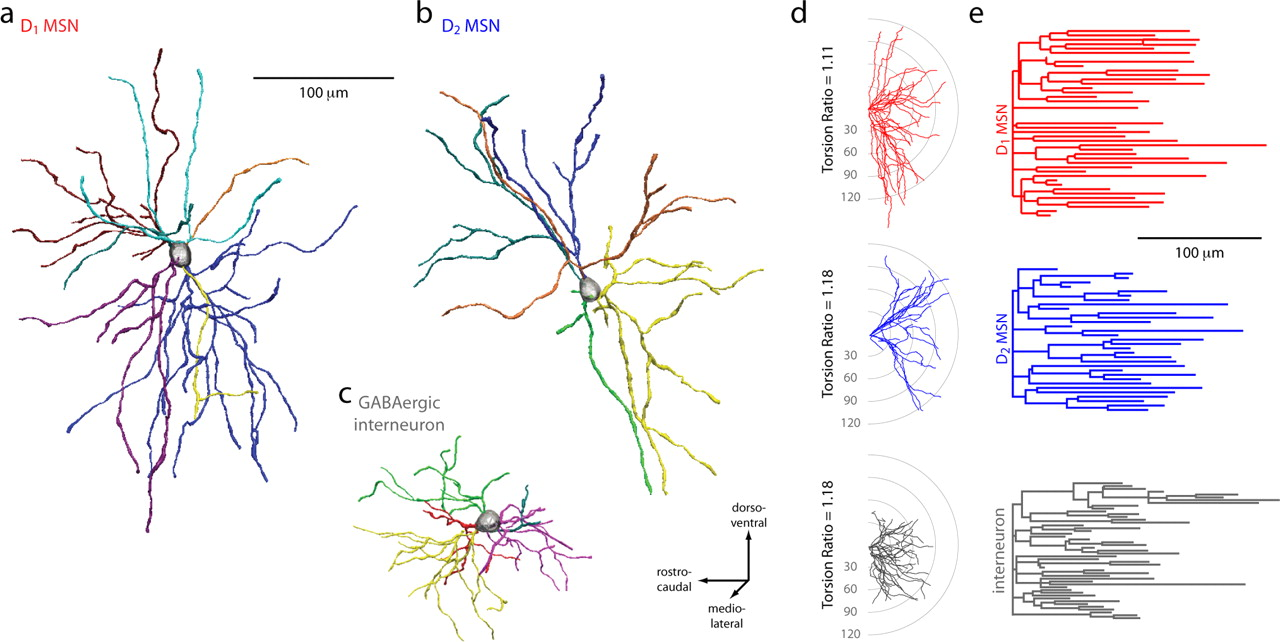 a
D1 MSN
100 μm
b
D2 MSN
c
GABAergic
interneuron
dorso-
ventral
rostro-
caudal
medio-
lateral
d
Torsion Ratio = 1.11
30
60
90
120
Torsion Ratio = 1.18
30
60
90
120
Torsion Ratio = 1.18
30
60
90
120
e
D1 MSN
100 μm
D2 MSN
interneuron